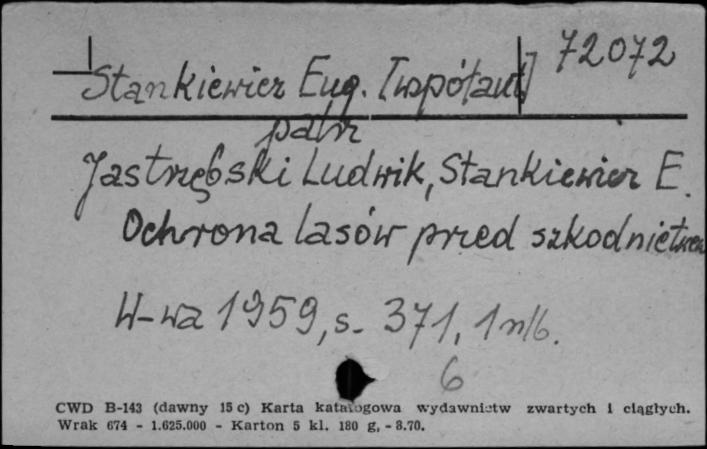 72072
Stankiewicz Eug. [współaut]
patrz
Jastrzębski Ludwik, Stankiewicz E.
Ochrona lasów przed szkodnictwem
W-wa 1959, s. 371, 1 nlb.
6
CWD B-143 (dawny 15 c) Karta katalogowa wydawnictw zwartych i ciągłych.
Wrak 674 - 1.625.000 - Karton 5 kl. 180 g, - 8.70.